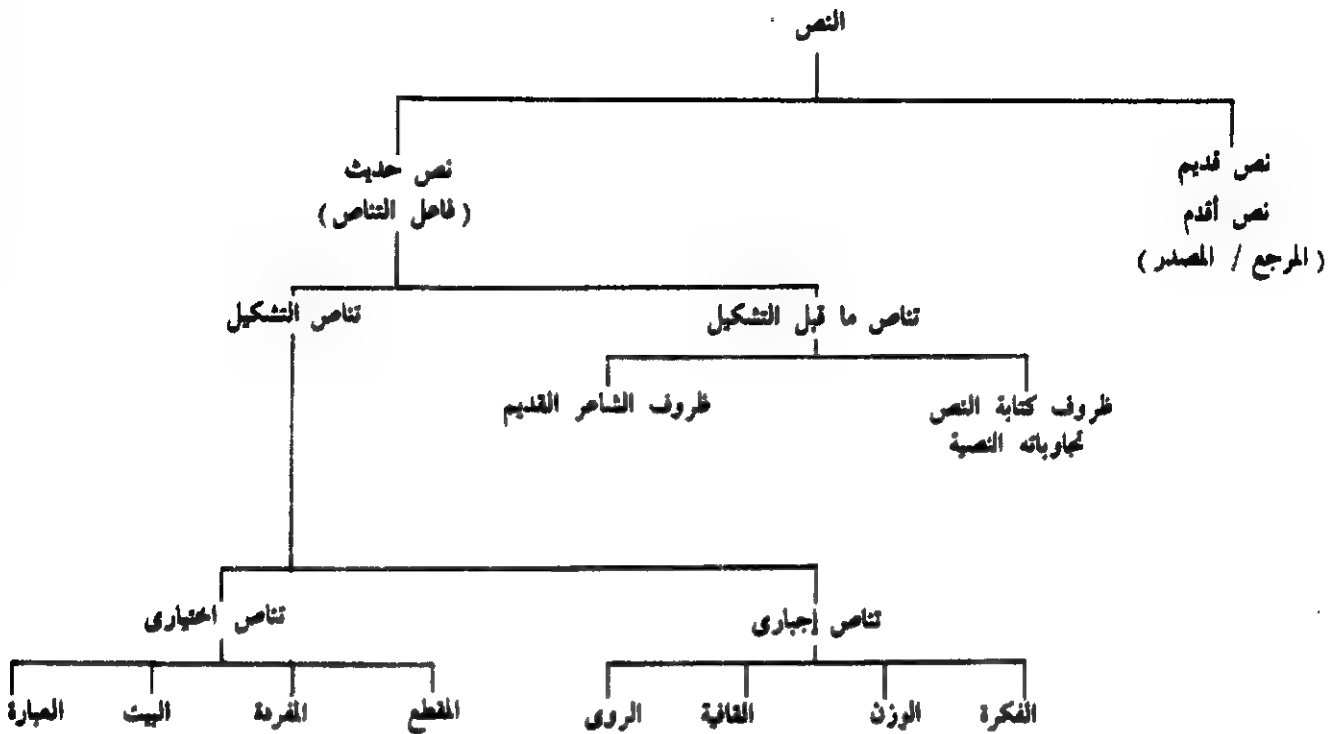 النص
نص قديم
نص أقدم
(المرجع / المصدر)
نص حديث
(فاعل التناص)
تناص ما قبل التشكيل
تناص التشكيل
ظروف كتابة النص
تجاوباته النصية
ظروف الشاعر القديم
تناص إجبارى
تناص اختيارى
الفكرة
الوزن
القافية
الروى
المقطع
المفردة
البيت
العبارة